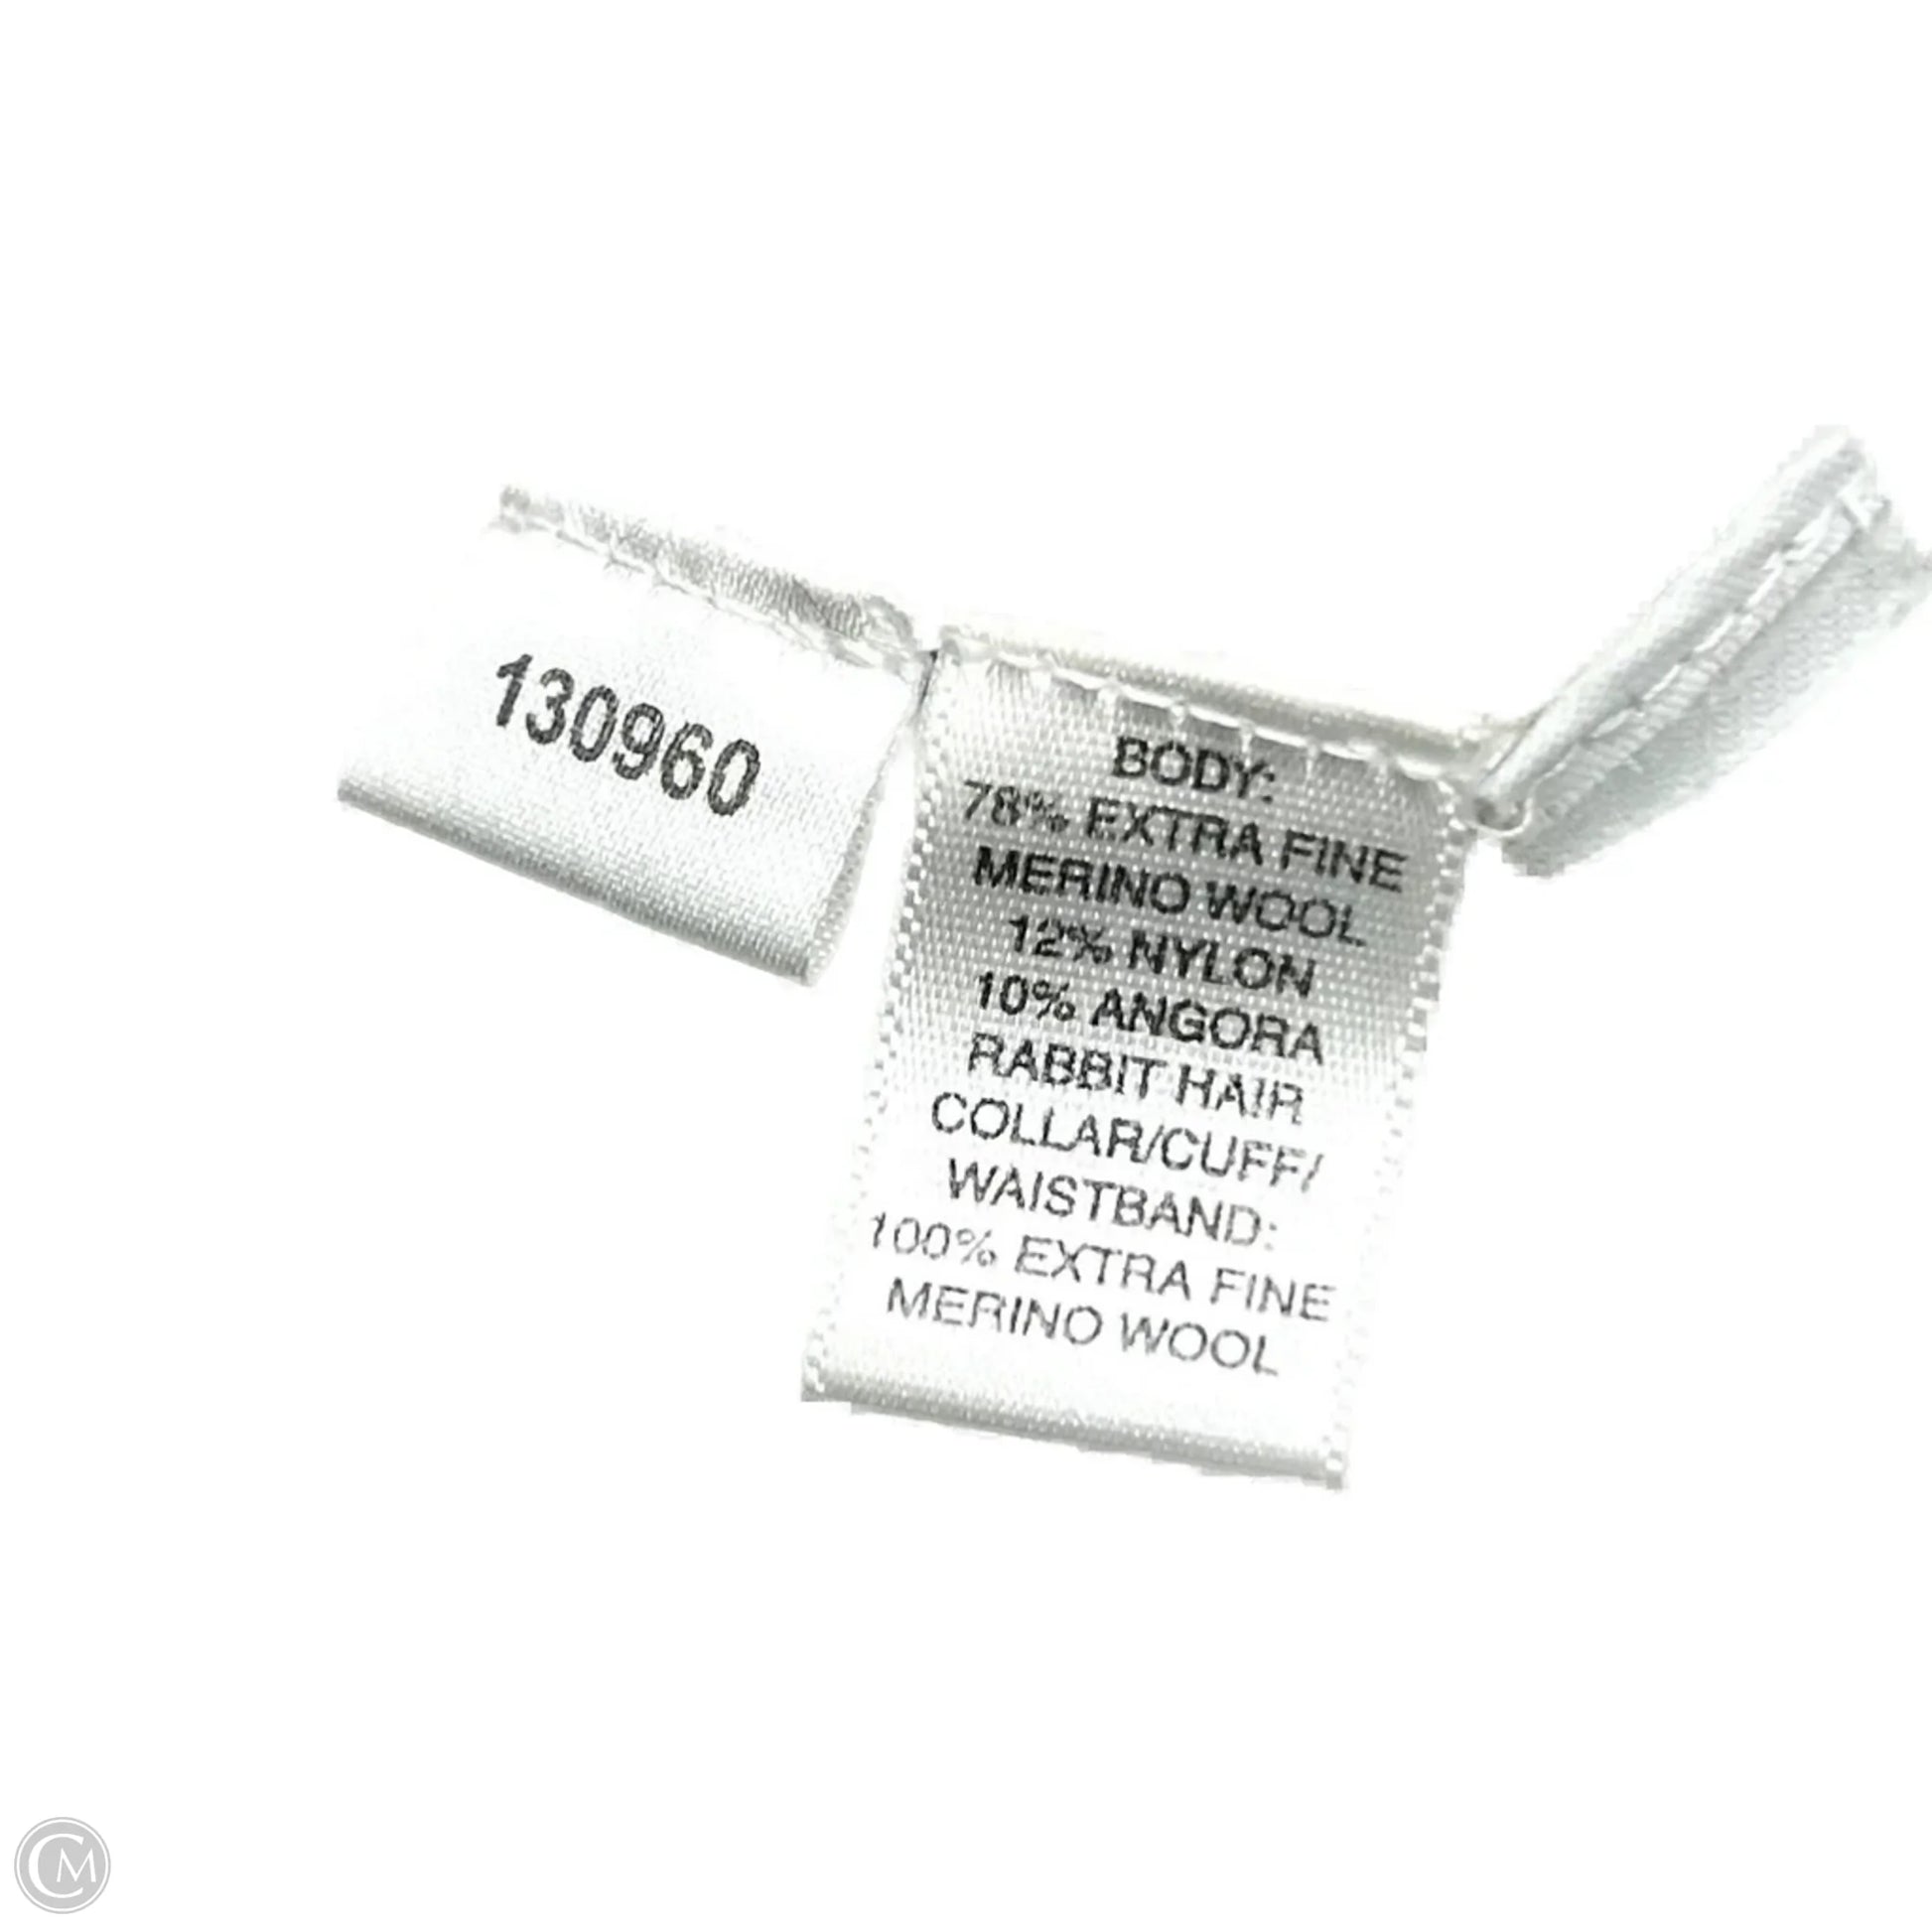 130960
BODY:
78% EXTRA FINE
MERINO WOOL
12% NYLON
10% ANGORA
RABBIT HAIR
COLLAR/CUFF/
WAISTBAND:
100% EXTRA FINE
MERINO WOOL
CM